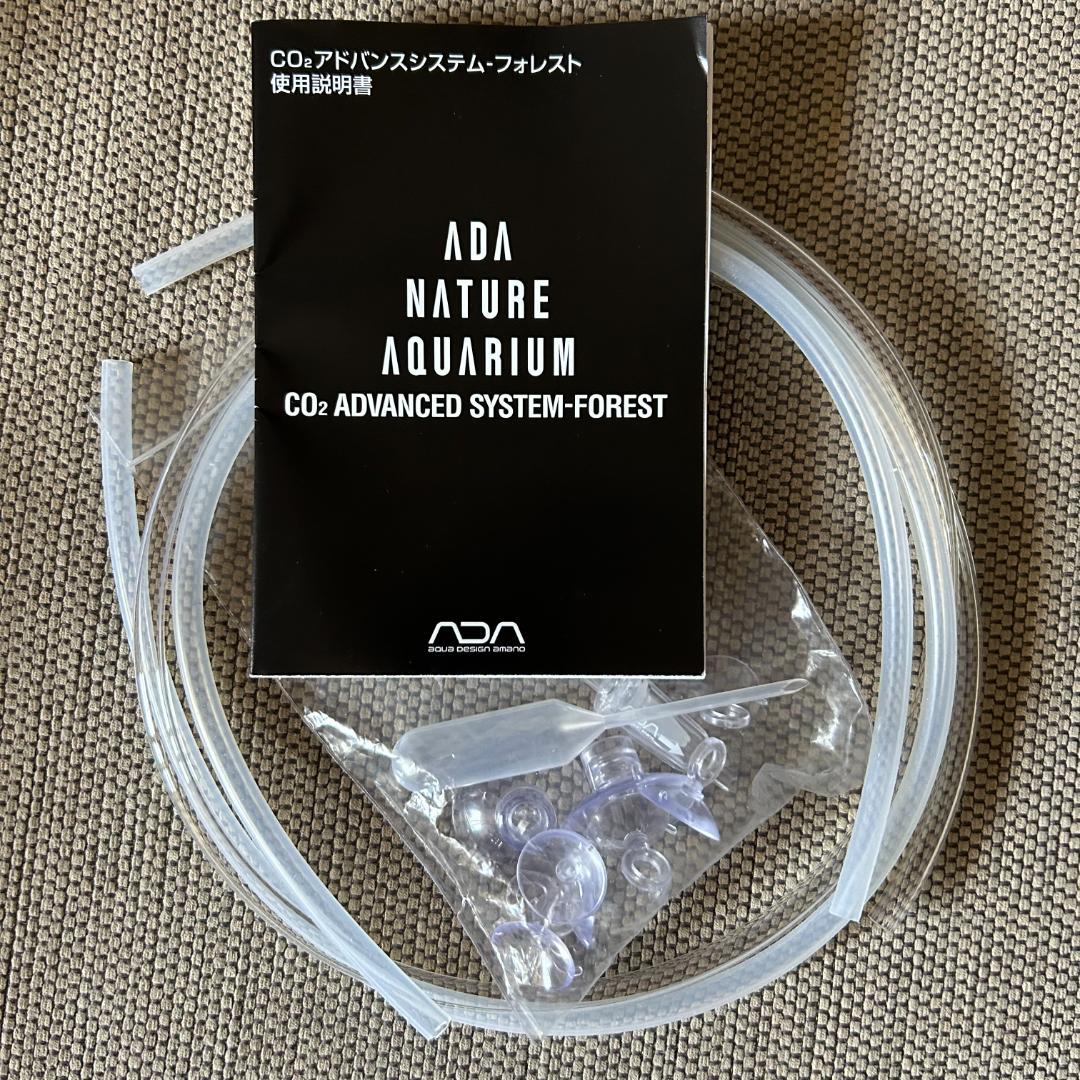 CO₂アドバンスシステム-フォレスト
使用説明書
ADA
NATURE
AQUARIUM
CO₂ ADVANCED SYSTEM-FOREST
ADA
AQUA DESIGN AMANO